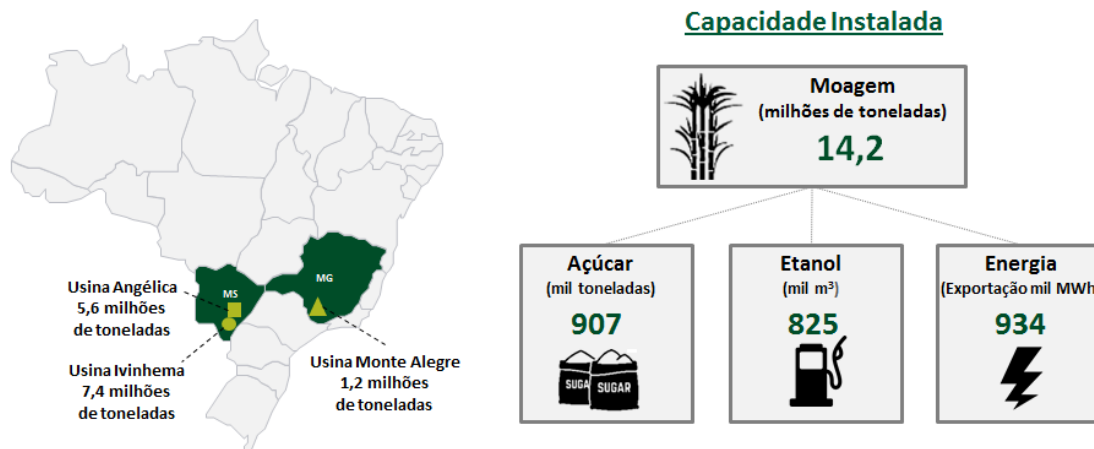 Capacidade Instalada
Moagem
(milhões de toneladas)
14,2
Açúcar
(mil toneladas)
907
SUGAR
Etanol
(mil m³)
825
Energia
(Exportação mil MWh
934
MS
MG
Usina Angélica
5,6 milhões
de toneladas
Usina Ivinhema
7,4 milhões
de toneladas
Usina Monte Alegre
1,2 milhões
de toneladas